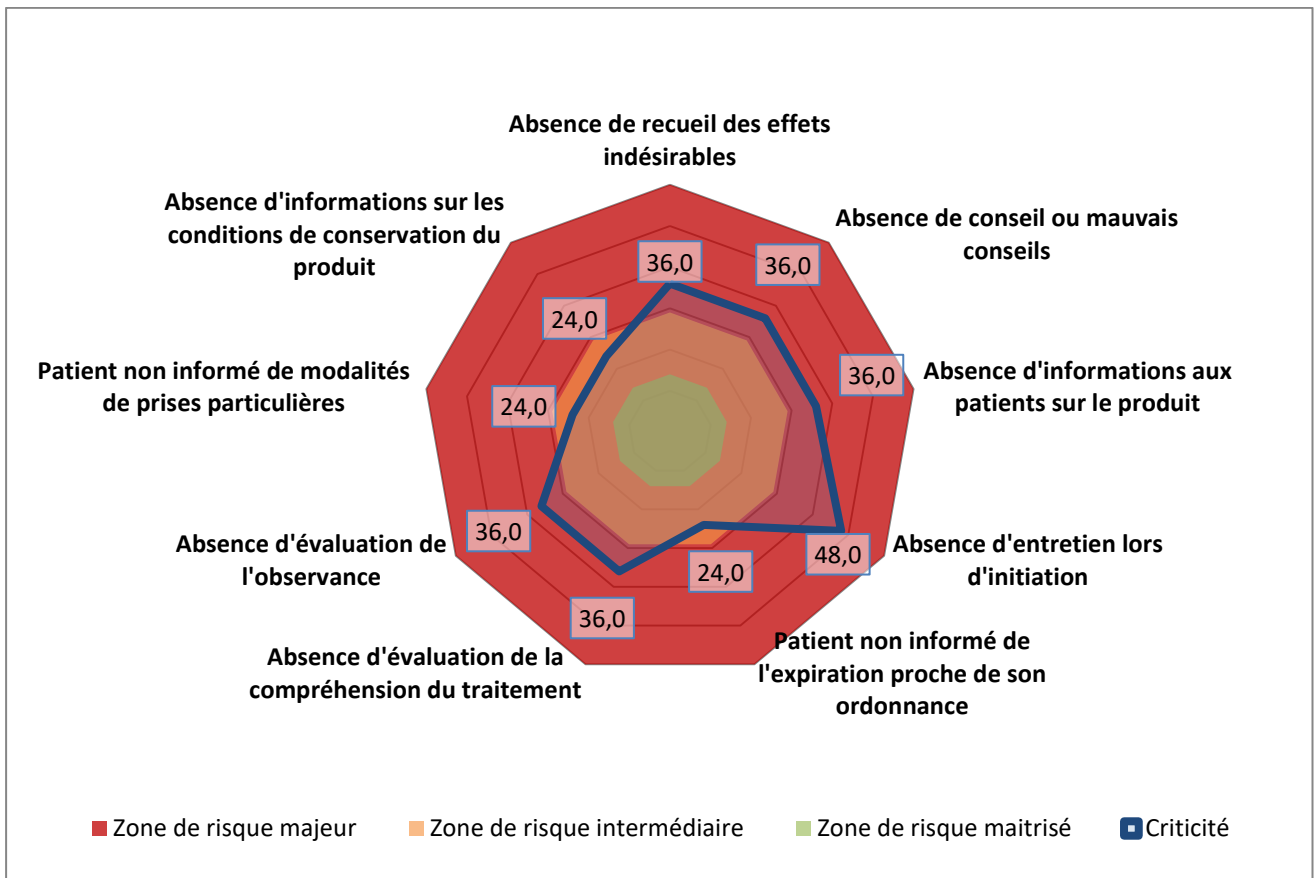 Absence de recueil des effets
indésirables
Absence de conseil ou mauvais
conseils
Absence d'informations aux
patients sur le produit
Absence d'entretien lors
d'initiation
Patient non informé de
l'expiration proche de son
ordonnance
Absence d'évaluation de la
compréhension du traitement
Absence d'évaluation de
l'observance
Patient non informé de modalités
de prises particulières
Absence d'informations sur les
conditions de conservation du
produit
36,0
36,0
36,0
48,0
24,0
36,0
36,0
24,0
24,0
Zone de risque majeur
Zone de risque intermédiaire
Zone de risque maitrisé
Criticité